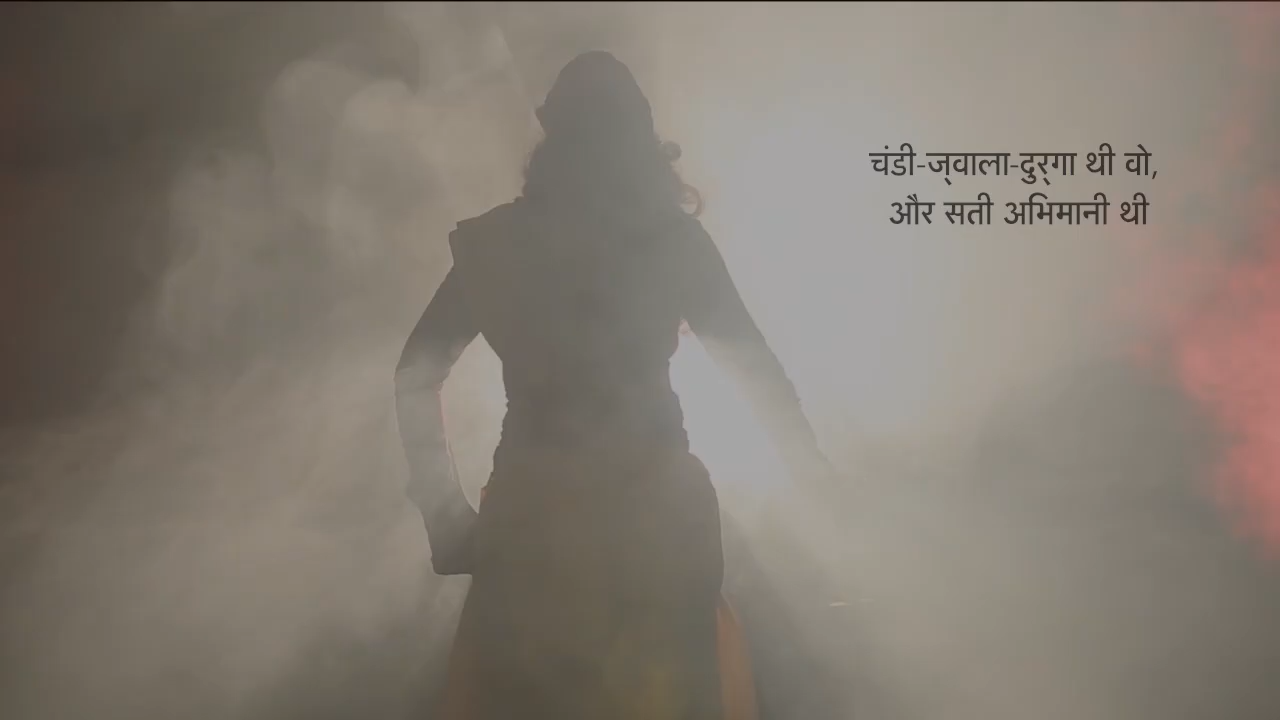 चंडी-ज्वाला-दुर्गा थी वो,
और सती अभिमानी थी